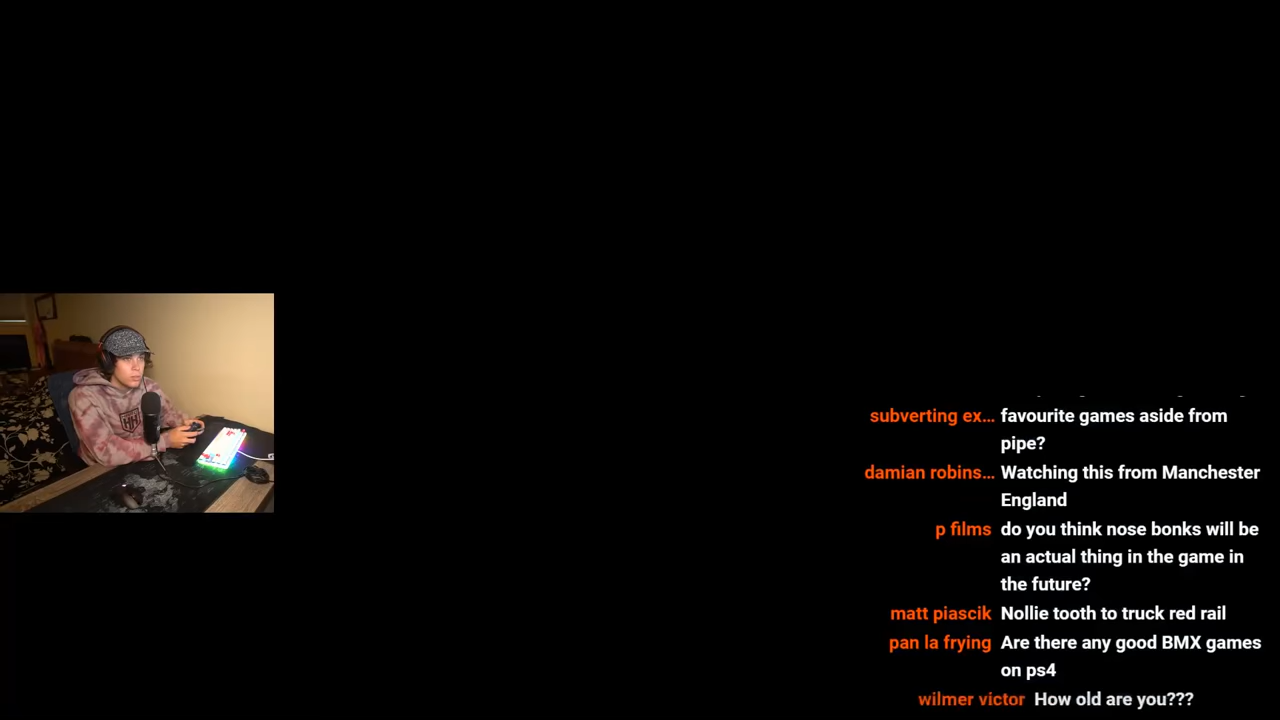 subverting ex… favourite games aside from
pipe?
damian robins… Watching this from Manchester
England
p films do you think nose bonks will be
an actual thing in the game in
the future?
matt piascik Nollie tooth to truck red rail
pan la frying Are there any good BMX games
on ps4
wilmer victor How old are you???
HH